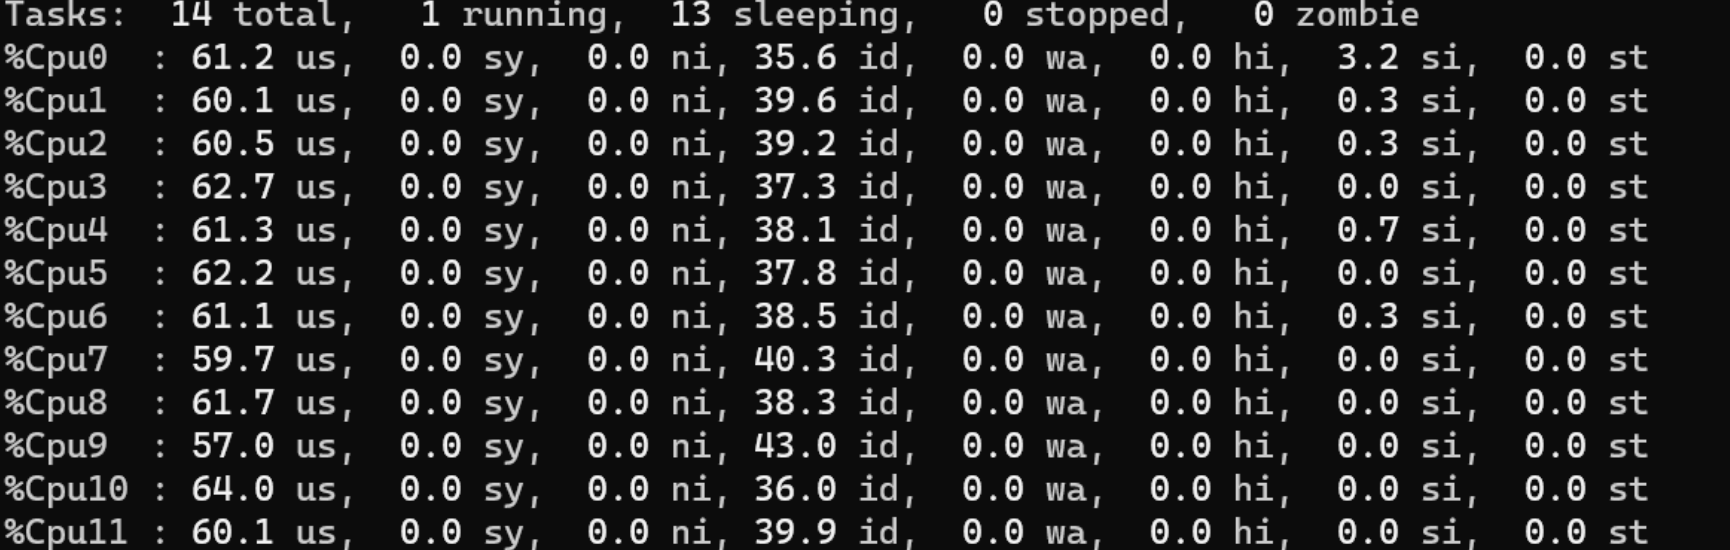 Tasks:  14 total,   1 running,  13 sleeping,   0 stopped,   0 zombie
%Cpu0  : 61.2 us,  0.0 sy,  0.0 ni, 35.6 id,  0.0 wa,  0.0 hi,  3.2 si,  0.0 st
%Cpu1  : 60.1 us,  0.0 sy,  0.0 ni, 39.6 id,  0.0 wa,  0.0 hi,  0.3 si,  0.0 st
%Cpu2  : 60.5 us,  0.0 sy,  0.0 ni, 39.2 id,  0.0 wa,  0.0 hi,  0.3 si,  0.0 st
%Cpu3  : 62.7 us,  0.0 sy,  0.0 ni, 37.3 id,  0.0 wa,  0.0 hi,  0.0 si,  0.0 st
%Cpu4  : 61.3 us,  0.0 sy,  0.0 ni, 38.1 id,  0.0 wa,  0.0 hi,  0.7 si,  0.0 st
%Cpu5  : 62.2 us,  0.0 sy,  0.0 ni, 37.8 id,  0.0 wa,  0.0 hi,  0.0 si,  0.0 st
%Cpu6  : 61.1 us,  0.0 sy,  0.0 ni, 38.5 id,  0.0 wa,  0.0 hi,  0.3 si,  0.0 st
%Cpu7  : 59.7 us,  0.0 sy,  0.0 ni, 40.3 id,  0.0 wa,  0.0 hi,  0.0 si,  0.0 st
%Cpu8  : 61.7 us,  0.0 sy,  0.0 ni, 38.3 id,  0.0 wa,  0.0 hi,  0.0 si,  0.0 st
%Cpu9  : 57.0 us,  0.0 sy,  0.0 ni, 43.0 id,  0.0 wa,  0.0 hi,  0.0 si,  0.0 st
%Cpu10 : 64.0 us,  0.0 sy,  0.0 ni, 36.0 id,  0.0 wa,  0.0 hi,  0.0 si,  0.0 st
%Cpu11 : 60.1 us,  0.0 sy,  0.0 ni, 39.9 id,  0.0 wa,  0.0 hi,  0.0 si,  0.0 st